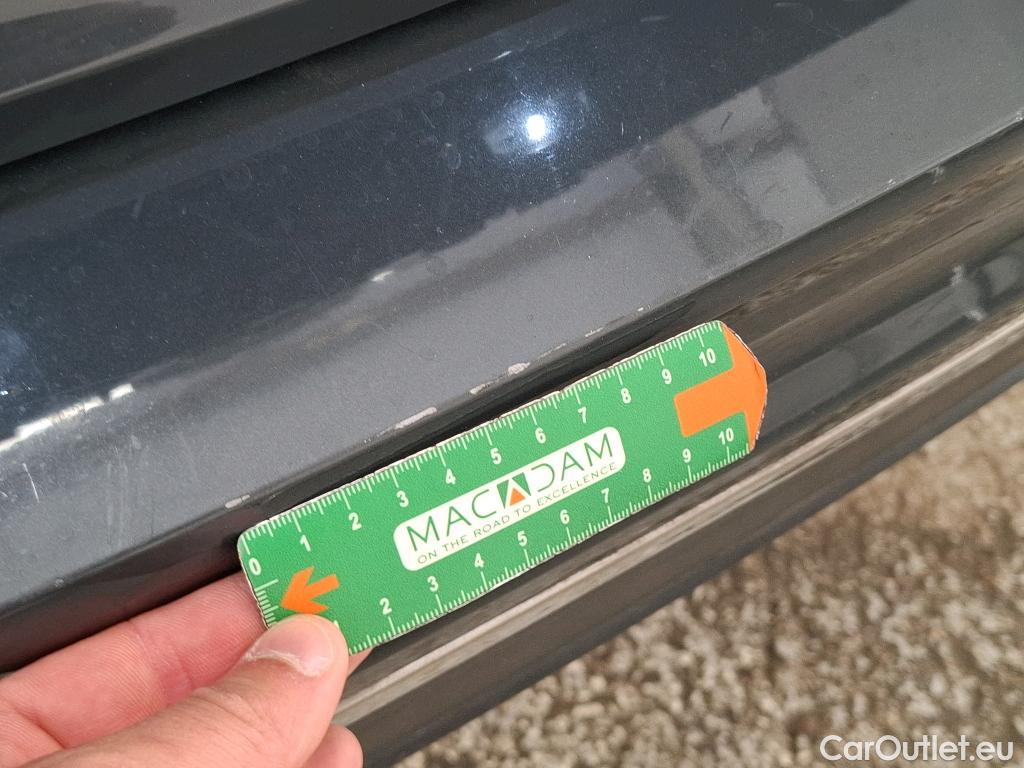 0 1 2 3 4 5 6 7 8 9 10
MACADAM
ON THE ROAD TO EXCELLENCE
2 3 4 5 6 7 8 9 10
CarOutlet.eu